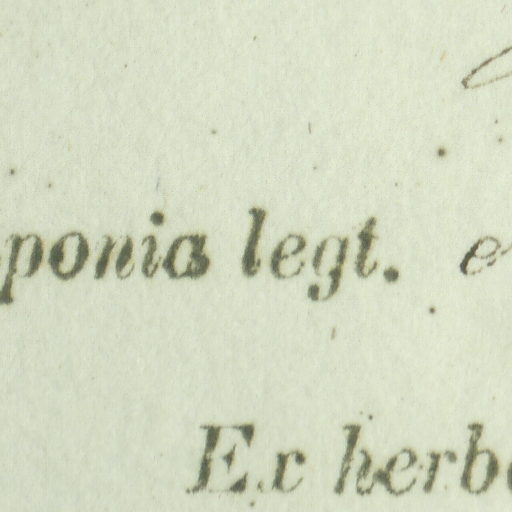 ponia legt. e
Ex herb